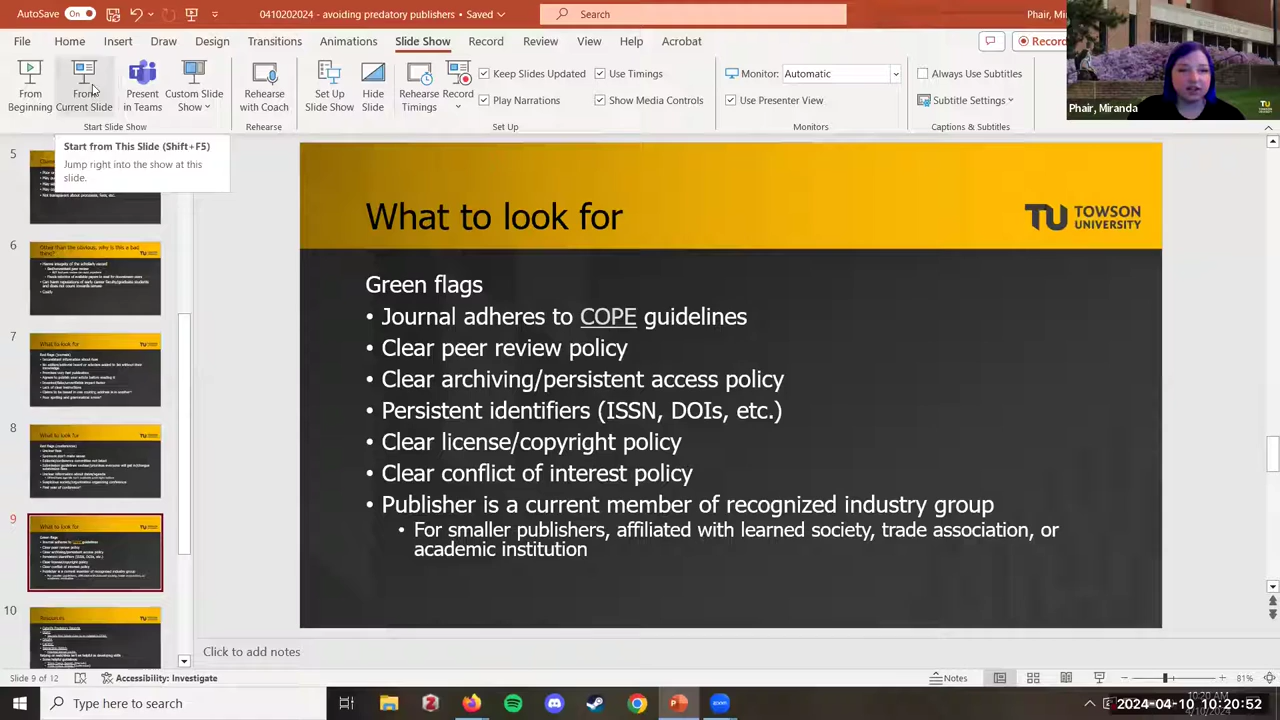 AutoSave On 04102024 - avoiding predatory publish... • Saved Search Phair, Miranda
File Home Insert Draw Design Transitions Animations Slide Show Record Review View Help Acrobat Record
From Beginning
From Current Slide
Present in Teams
Custom Slide Show
Rehearse with Coach
Set Up Slide Show
Hide Slide
Rehearse Timings
Record
Keep Slides Updated
Use Timings
Play Narrations
Show Media Controls
Monitor: Automatic
Use Presenter View
Always Use Subtitles
Subtitle Settings
Start Slide Show Rehearse Set Up Monitors Captions & Subtitles
Phair, Miranda
TOWSON
Start from This Slide (Shift+F5)
Jump right into the show at this
slide.
5
6
8
9
10
What to look for
TU TOWSON
UNIVERSITY
Green flags
• Journal adheres to COPE guidelines
• Clear peer review policy
• Clear archiving/persistent access policy
• Persistent identifiers (ISSN, DOIs, etc.)
• Clear license/copyright policy
• Clear conflict of interest policy
• Publisher is a current member of recognized industry group
• For smaller publishers, affiliated with learned society, trade association, or
academic institution
Click to add notes
Slide 9 of 12 Accessibility: Investigate Notes 81%
Type here to search
2024-04-10 10:20:52